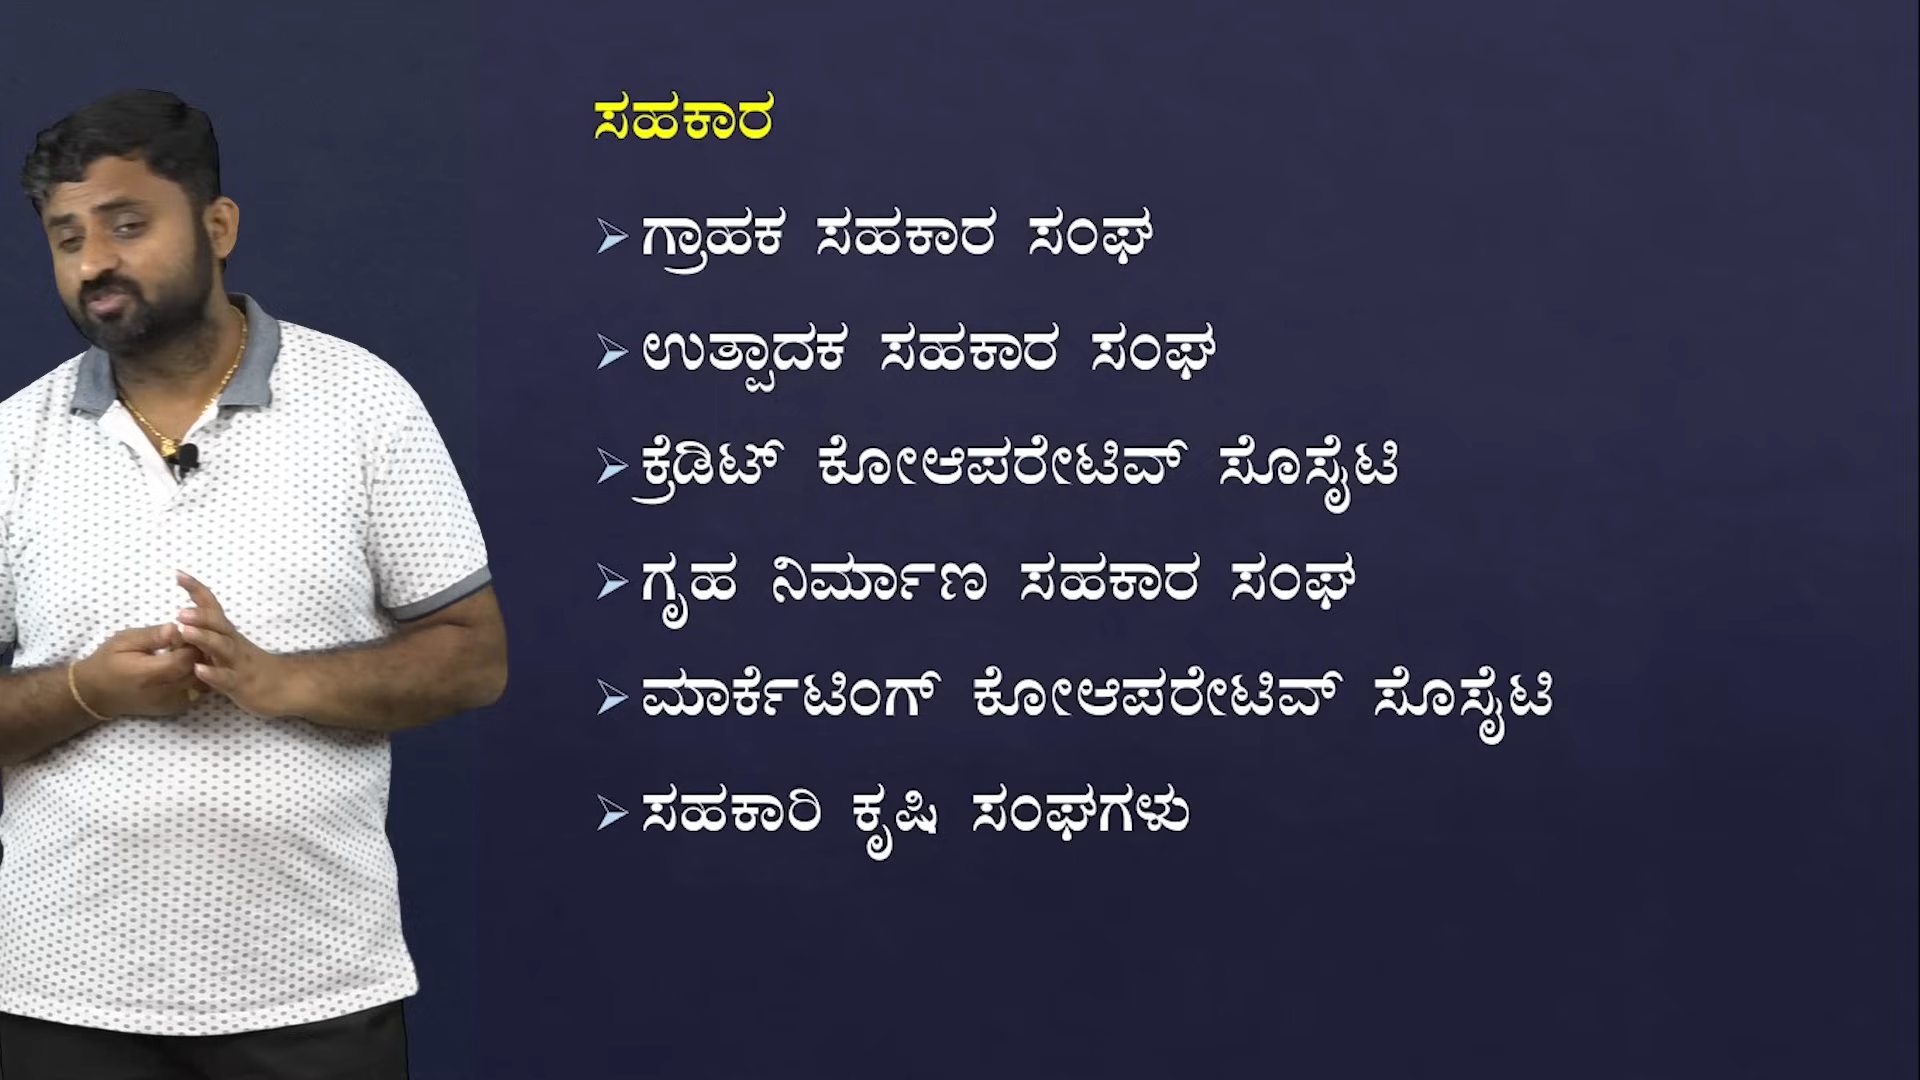 ಸಹಕಾರ
ಗ್ರಾಹಕ ಸಹಕಾರ ಸಂಘ
ಉತ್ಪಾದಕ ಸಹಕಾರ ಸಂಘ
ಕ್ರೆಡಿಟ್ ಕೋಆಪರೇಟಿವ್ ಸೊಸೈಟಿ
ಗೃಹ ನಿರ್ಮಾಣ ಸಹಕಾರ ಸಂಘ
ಮಾರ್ಕೆಟಿಂಗ್ ಕೋಆಪರೇಟಿವ್ ಸೊಸೈಟಿ
ಸಹಕಾರಿ ಕೃಷಿ ಸಂಘಗಳು